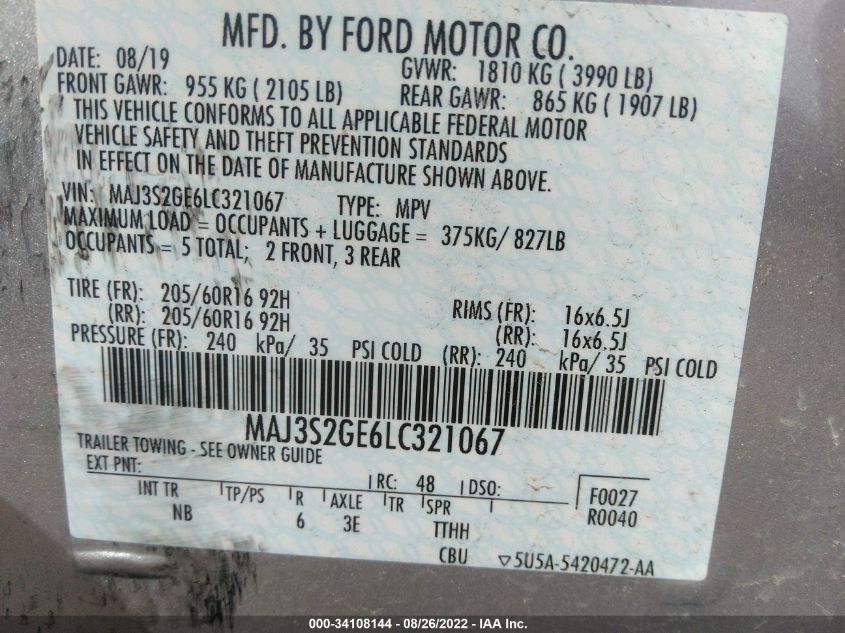 MFD. BY FORD MOTOR CO.
DATE: 08/19
GVWR: 1810 KG ( 3990 LB)
FRONT GAWR: 955 KG ( 2105 LB)
REAR GAWR: 865 KG ( 1907 LB)
THIS VEHICLE CONFORMS TO ALL APPLICABLE FEDERAL MOTOR
VEHICLE SAFETY AND THEFT PREVENTION STANDARDS
IN EFFECT ON THE DATE OF MANUFACTURE SHOWN ABOVE.
VIN: MAJ3S2GE6LC321067 TYPE: MPV
MAXIMUM LOAD = OCCUPANTS + LUGGAGE = 375KG/ 827LB
OCCUPANTS = 5 TOTAL; 2 FRONT, 3 REAR
TIRE (FR): 205/60R16 92H RIMS (FR): 16x6.5J
(RR): 205/60R16 92H (RR): 16x6.5J
PRESSURE (FR): 240 kPa/ 35 PSI COLD (RR): 240 kPa/ 35 PSI COLD
MAJ3S2GE6LC321067
TRAILER TOWING - SEE OWNER GUIDE
EXT PNT: RC: 48 DSO: F0027
INT TR TP/PS R AXLE TR SPR R0040
NB 6 3E TTHH
CBU ▽5U5A-5420472-AA
000-34108144 - 08/26/2022 - IAA Inc.